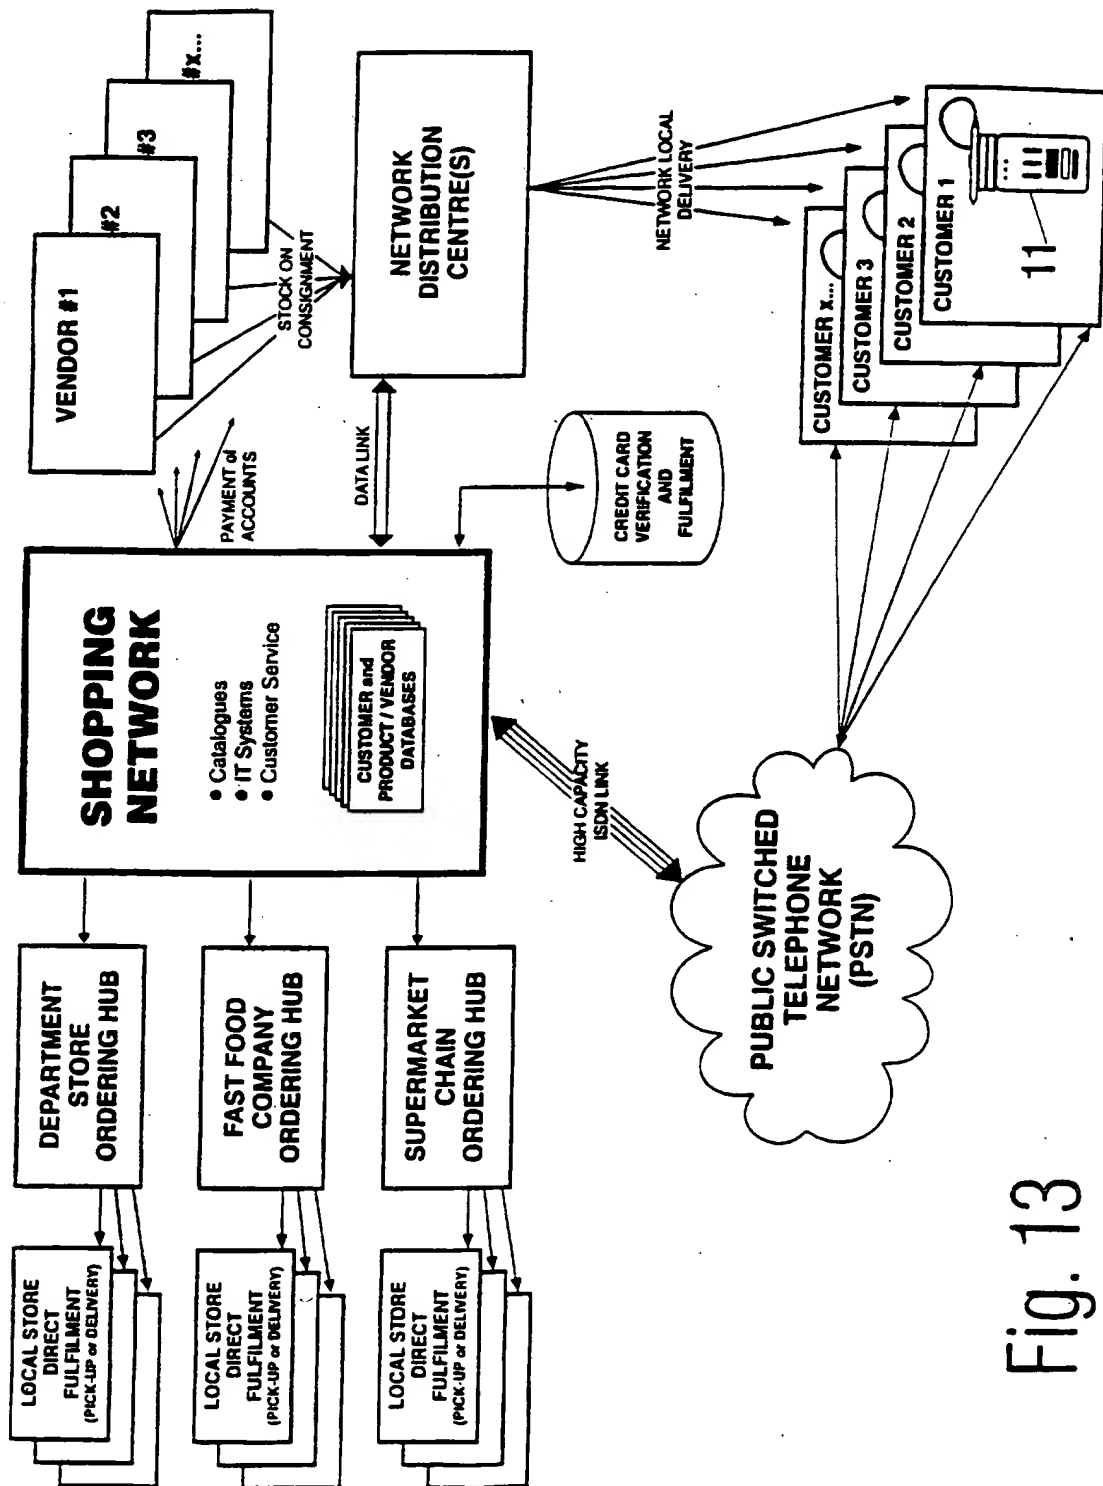 LOCAL STORE
DIRECT
FULFILMENT
(PICK-UP or DELIVERY)
DEPARTMENT
STORE
ORDERING HUB
SHOPPING
NETWORK
• Catalogues
• IT Systems
• Customer Service
CUSTOMER and
PRODUCT / VENDOR
DATABASES
PAYMENT of
ACCOUNTS
VENDOR #1
#2
#3
#x...
STOCK ON
CONSIGNMENT
LOCAL STORE
DIRECT
FULFILMENT
(PICK-UP or DELIVERY)
FAST FOOD
COMPANY
ORDERING HUB
DATA LINK
NETWORK
DISTRIBUTION
CENTRE(S)
LOCAL STORE
DIRECT
FULFILMENT
(PICK-UP or DELIVERY)
SUPERMARKET
CHAIN
ORDERING HUB
HIGH CAPACITY
ISDN LINK
CREDIT CARD
VERIFICATION
AND
FULFILMENT
NETWORK LOCAL
DELIVERY
PUBLIC SWITCHED
TELEPHONE
NETWORK
(PSTN)
CUSTOMER x...
CUSTOMER 3
CUSTOMER 2
CUSTOMER 1
11
Fig. 13